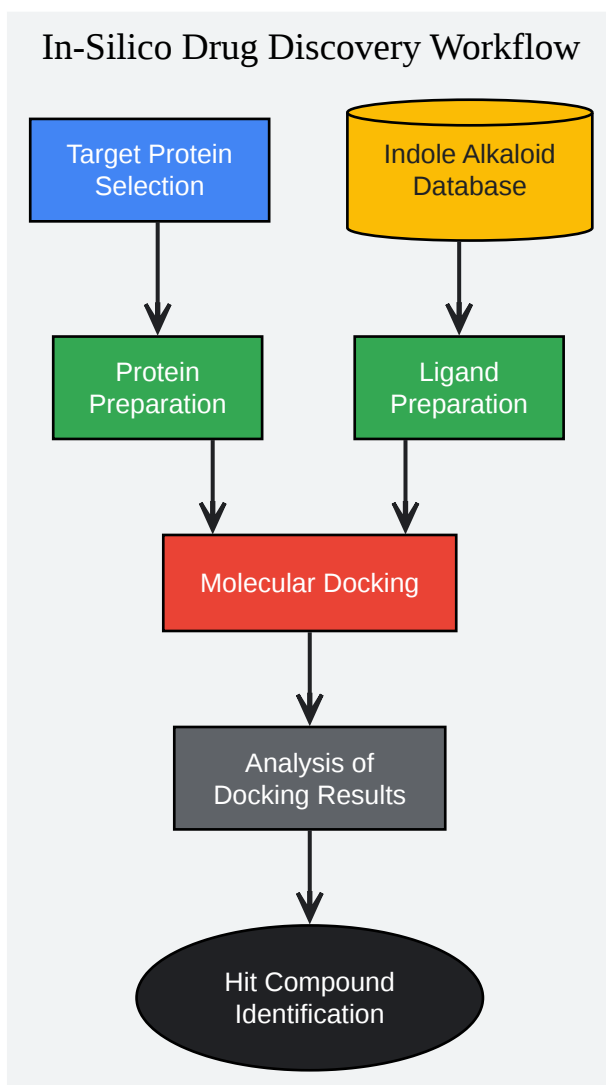 In-Silico Drug Discovery Workflow
Target Protein
Selection
Indole Alkaloid
Database
Protein
Preparation
Ligand
Preparation
Molecular Docking
Analysis of
Docking Results
Hit Compound
Identification